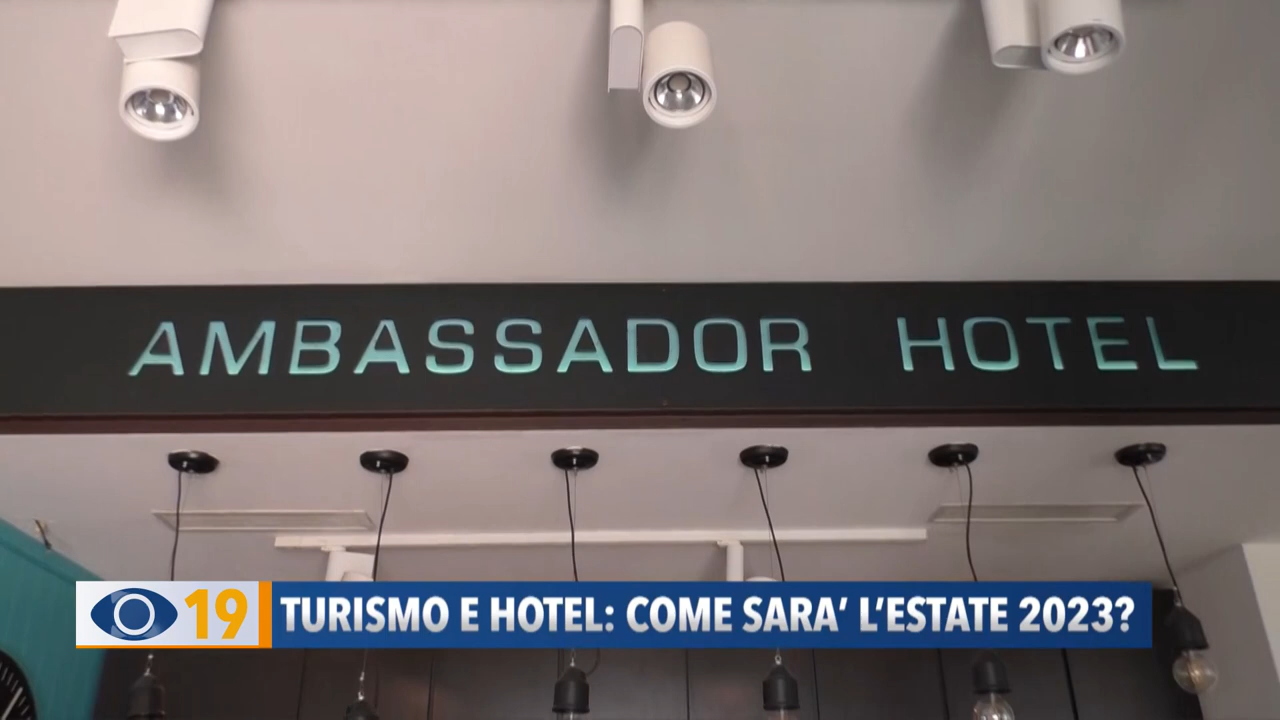 AMBASSADOR HOTEL
19 TURISMO E HOTEL: COME SARA’ L’ESTATE 2023?